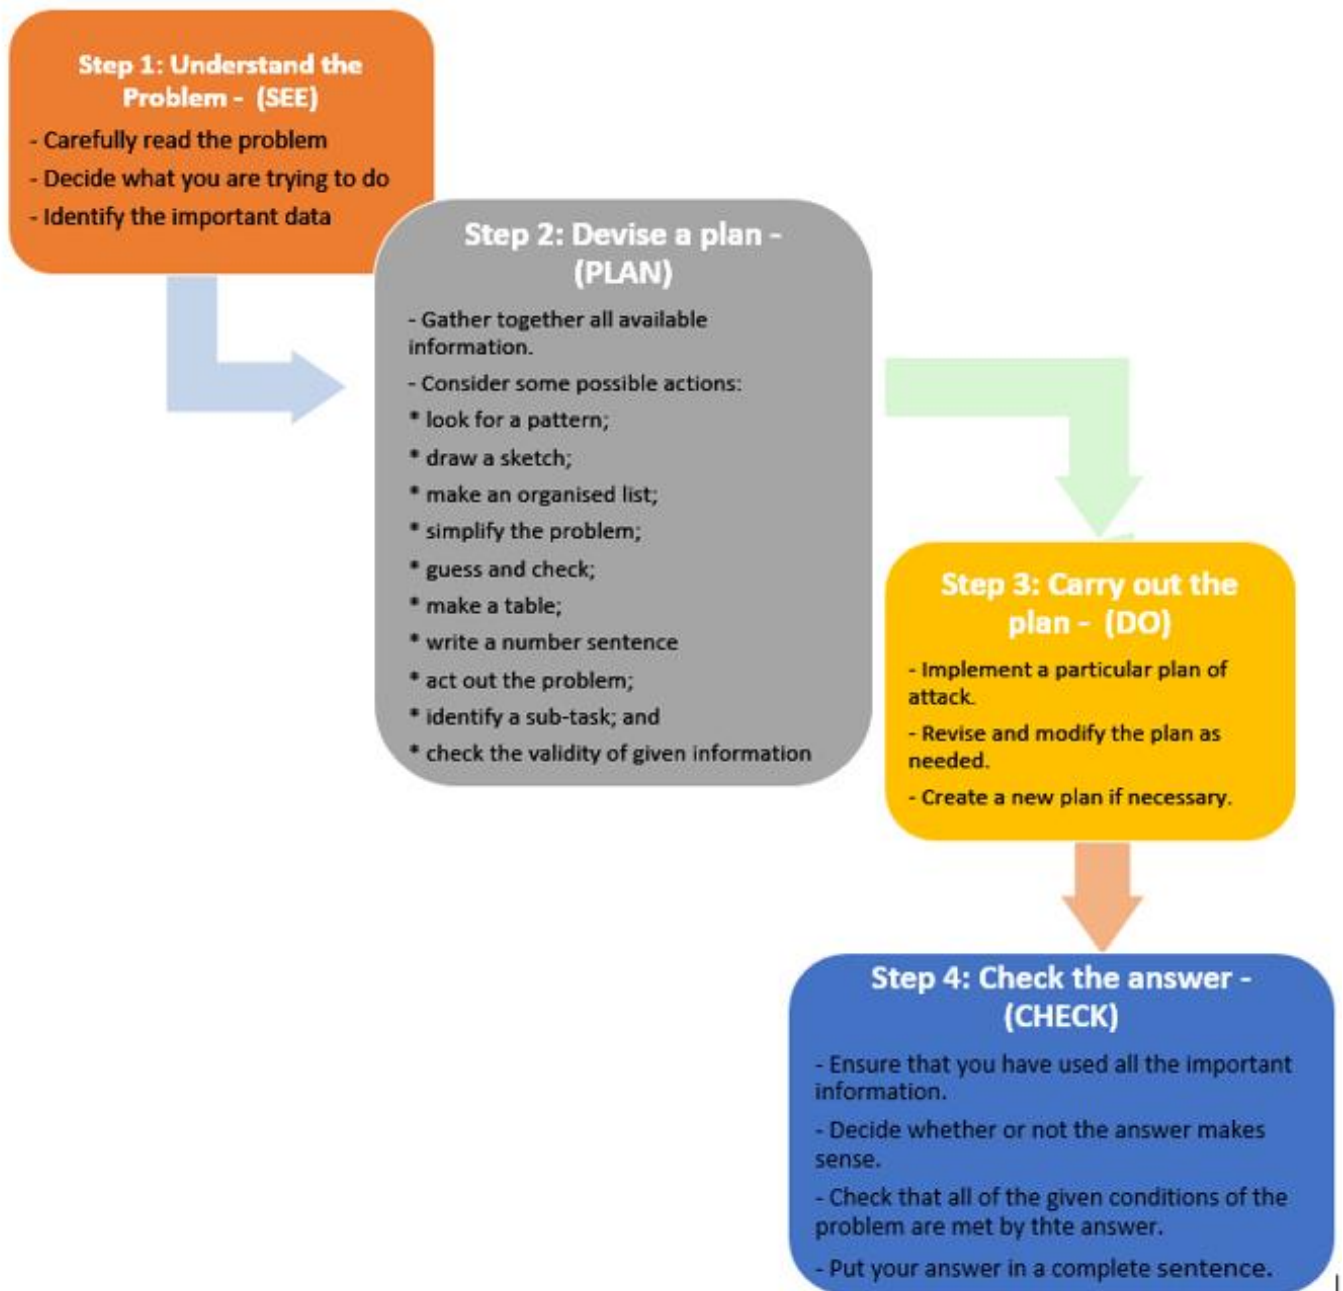 Step 1: Understand the
Problem - (SEE)
- Carefully read the problem
- Decide what you are trying to do
- Identify the important data
Step 2: Devise a plan -
(PLAN)
- Gather together all available
information.
- Consider some possible actions:
* look for a pattern;
* draw a sketch;
* make an organised list;
* simplify the problem;
* guess and check;
* make a table;
* write a number sentence
* act out the problem;
* identify a sub-task; and
* check the validity of given information
Step 3: Carry out the
plan - (DO)
- Implement a particular plan of
attack.
- Revise and modify the plan as
needed.
- Create a new plan if necessary.
Step 4: Check the answer -
(CHECK)
- Ensure that you have used all the important
information.
- Decide whether or not the answer makes
sense.
- Check that all of the given conditions of the
problem are met by thte answer.
- Put your answer in a complete sentence.